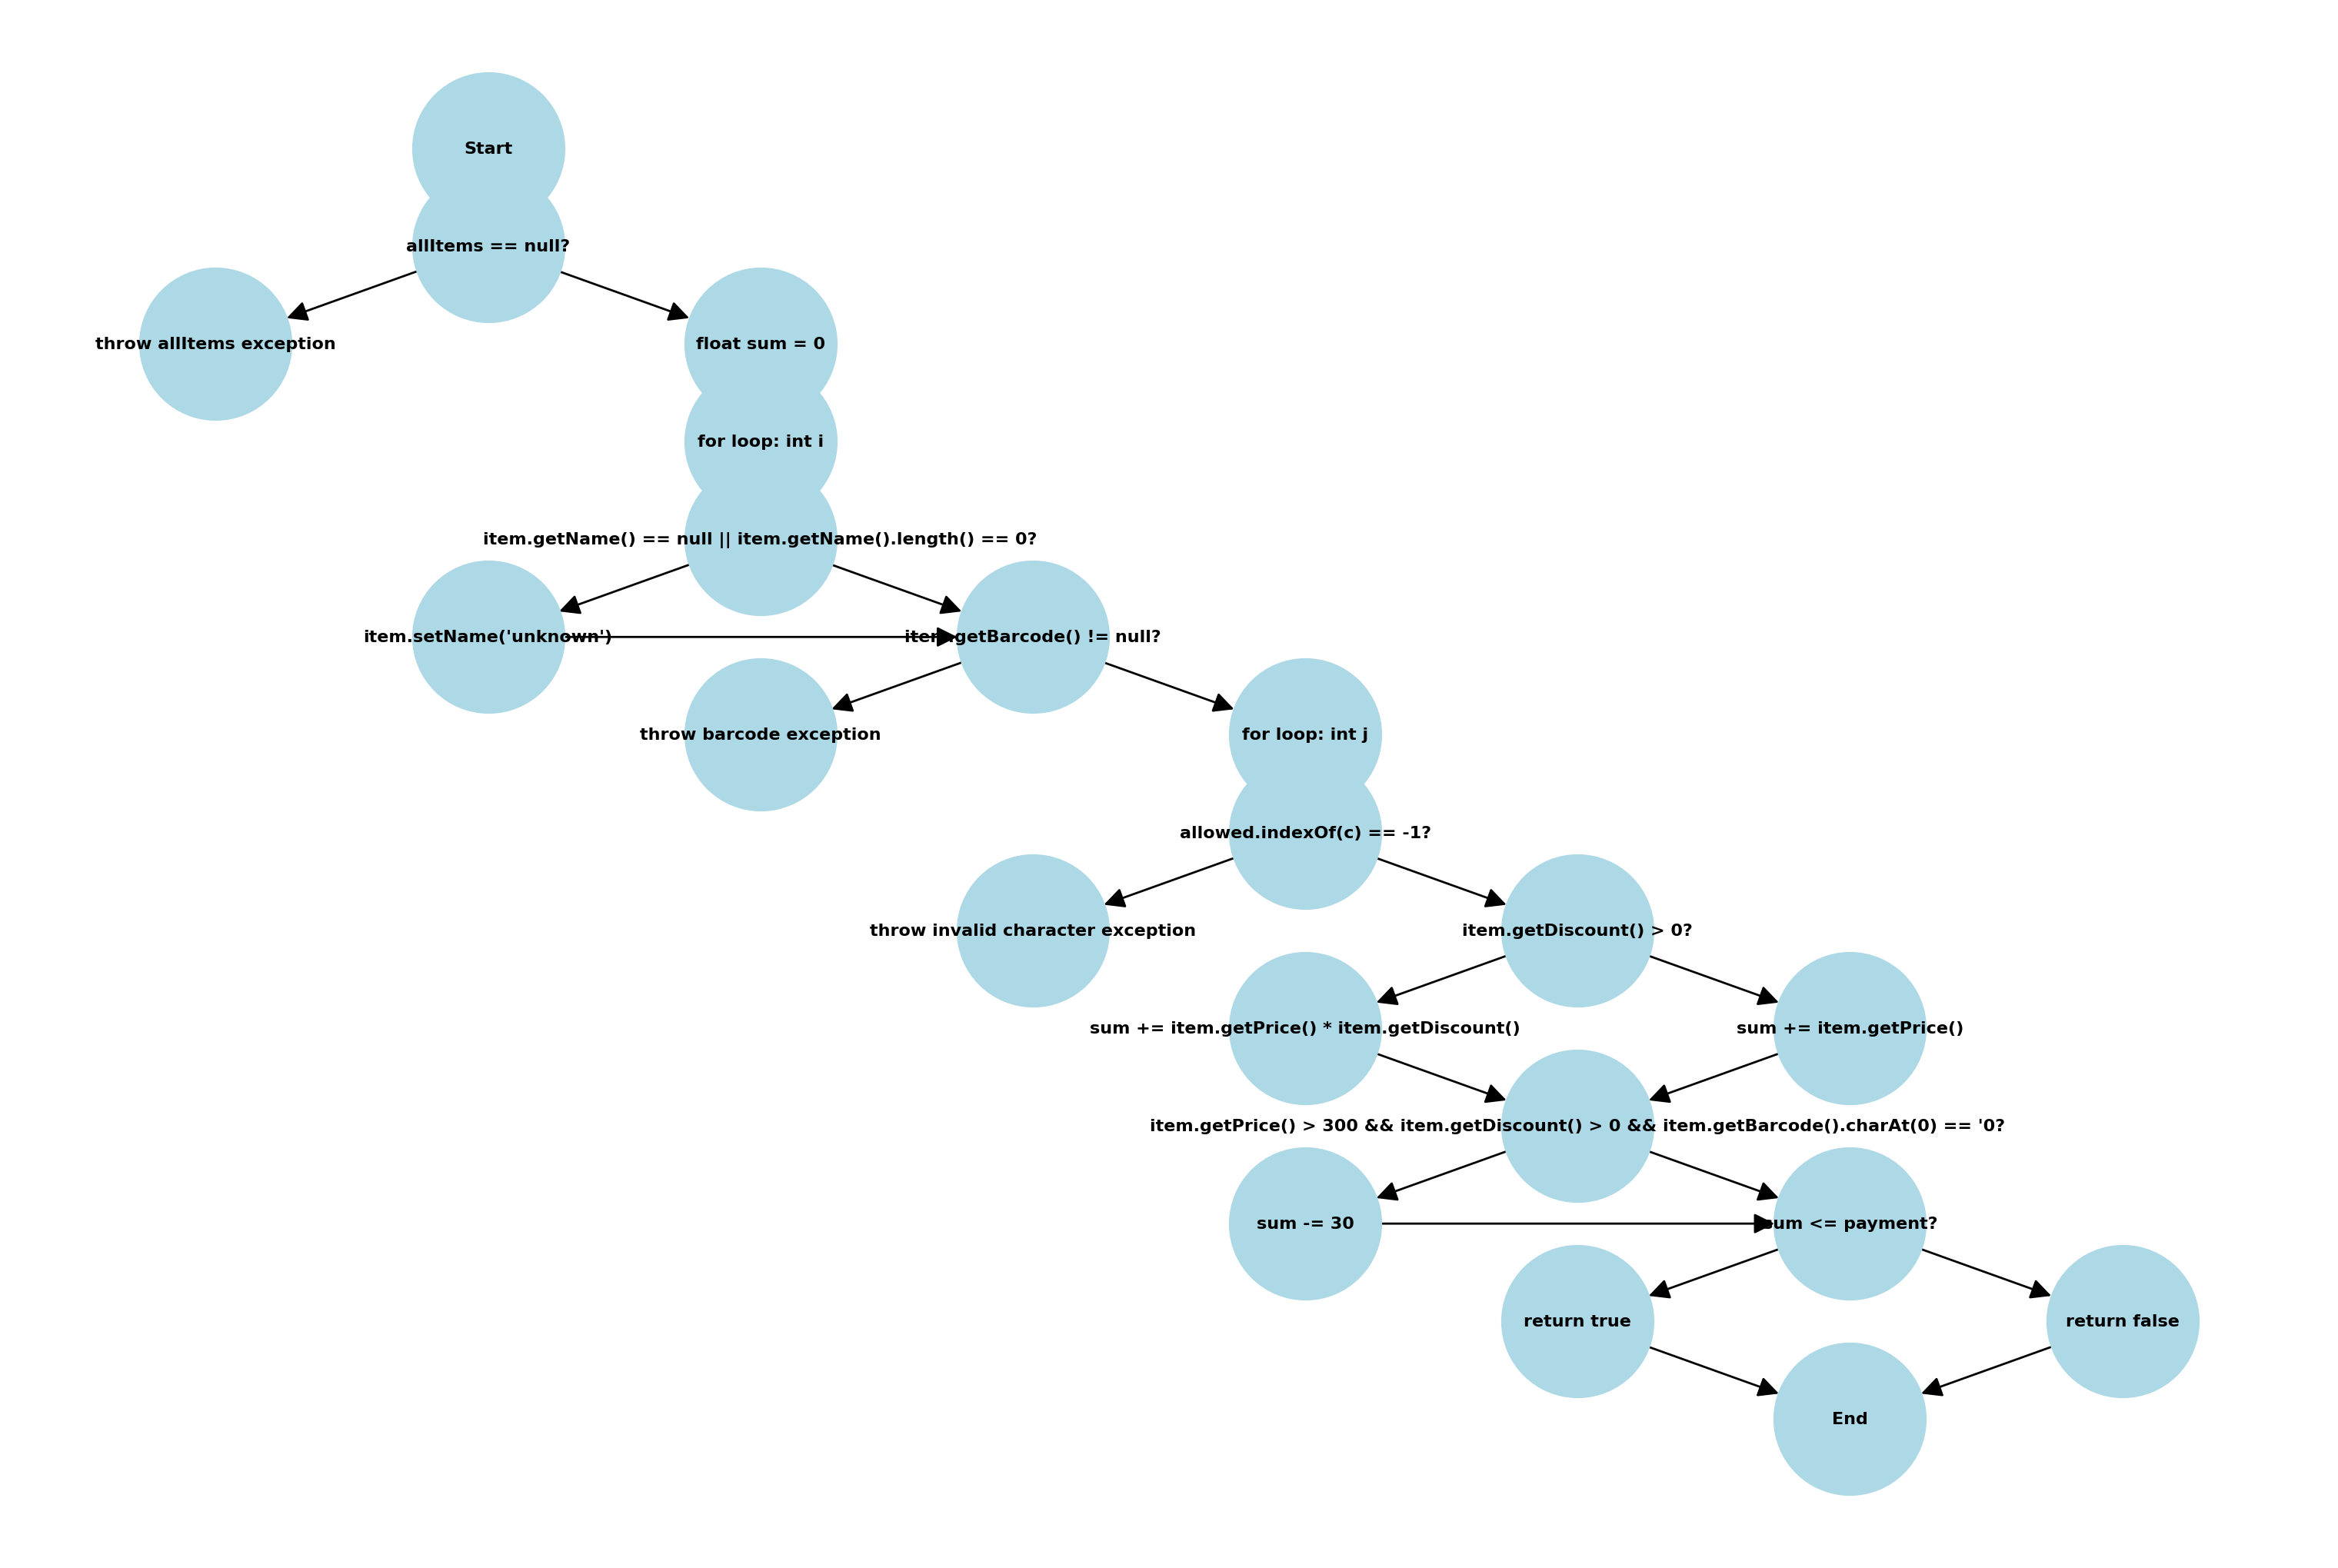 Start
allItems == null?
throw allItems exception
float sum = 0
for loop: int i
item.getName() == null || item.getName().length() == 0?
item.setName('unknown')
item.getBarcode() != null?
throw barcode exception
for loop: int j
allowed.indexOf(c) == -1?
throw invalid character exception
item.getDiscount() > 0?
sum += item.getPrice() * item.getDiscount()
sum += item.getPrice()
item.getPrice() > 300 && item.getDiscount() > 0 && item.getBarcode().charAt(0) == '0?
sum -= 30
sum <= payment?
return true
return false
End